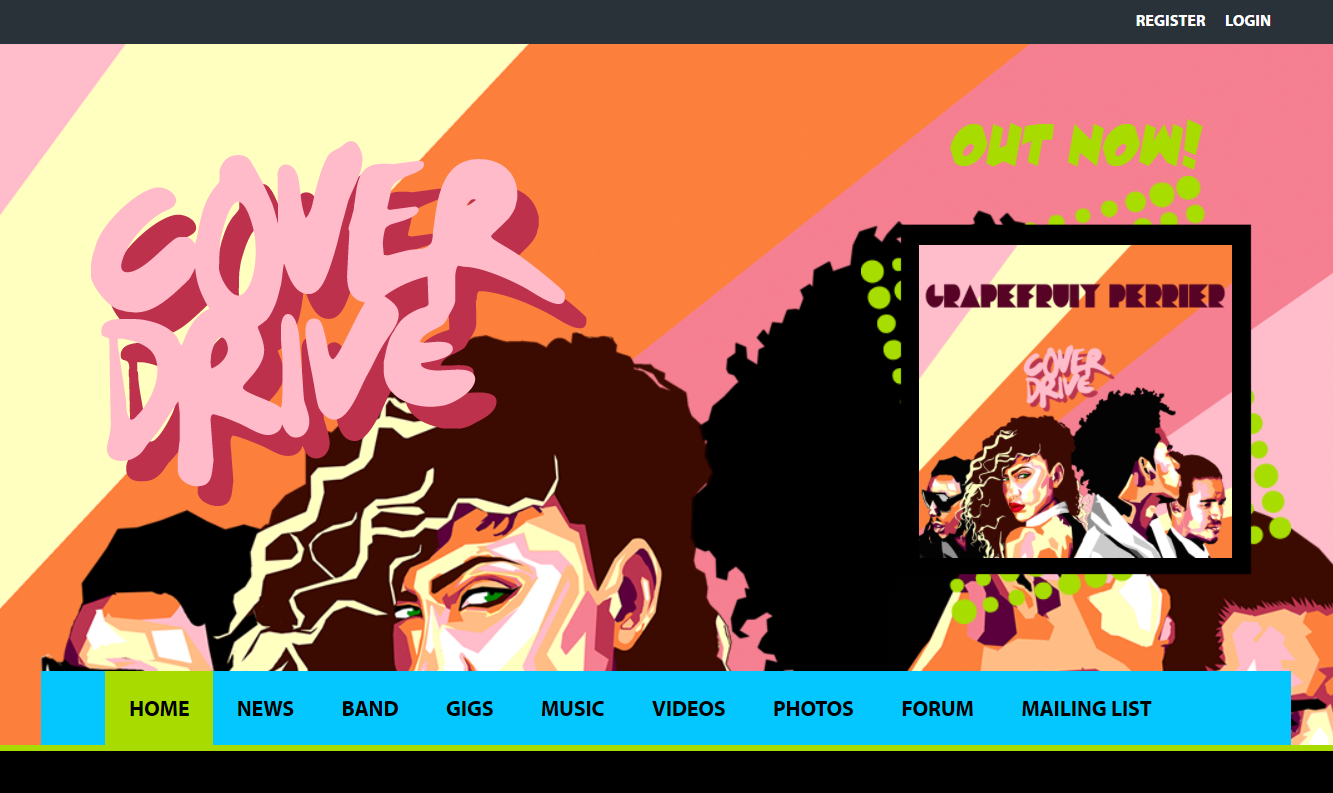 REGISTER LOGIN
OUT NOW!
COVER
DRIVE
GRAPEFRUIT PERRIER
COVER
DRIVE
HOME NEWS BAND GIGS MUSIC VIDEOS PHOTOS FORUM MAILING LIST